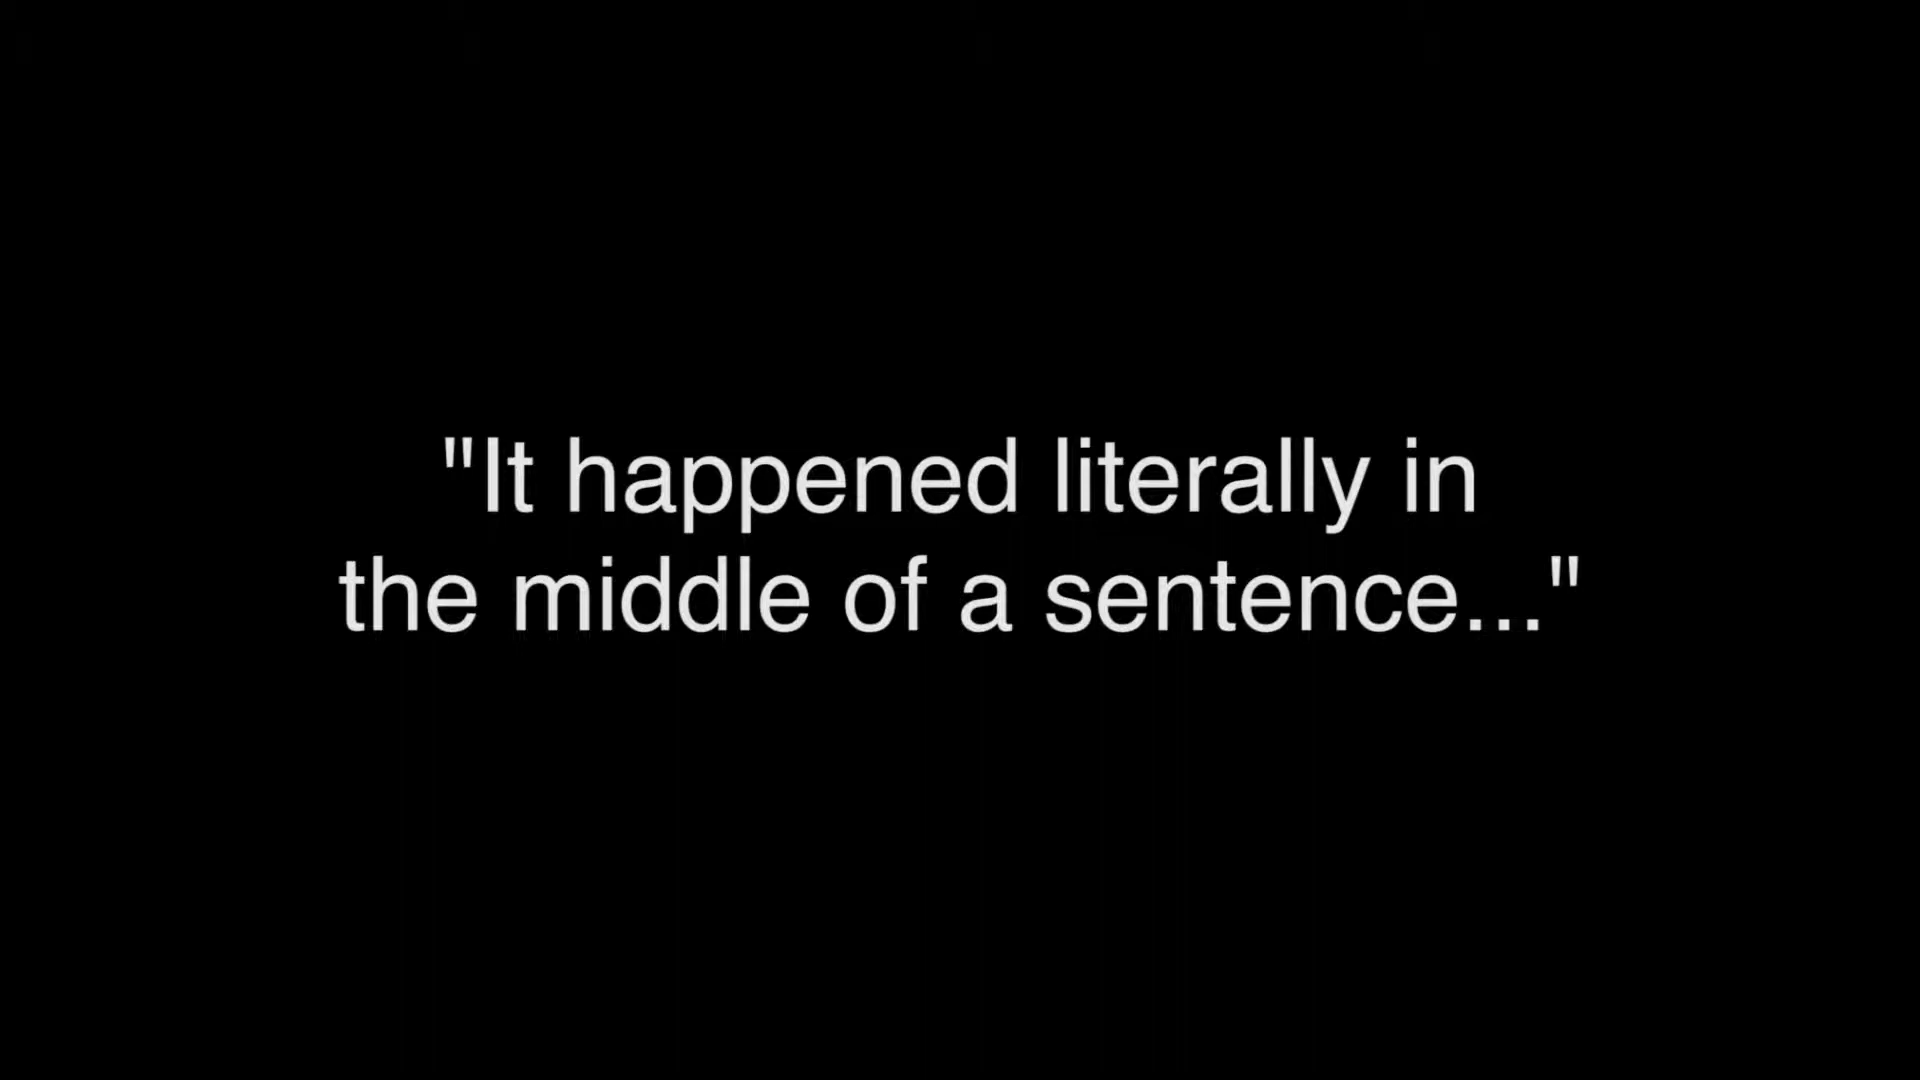 "It happened literally in
the middle of a sentence..."